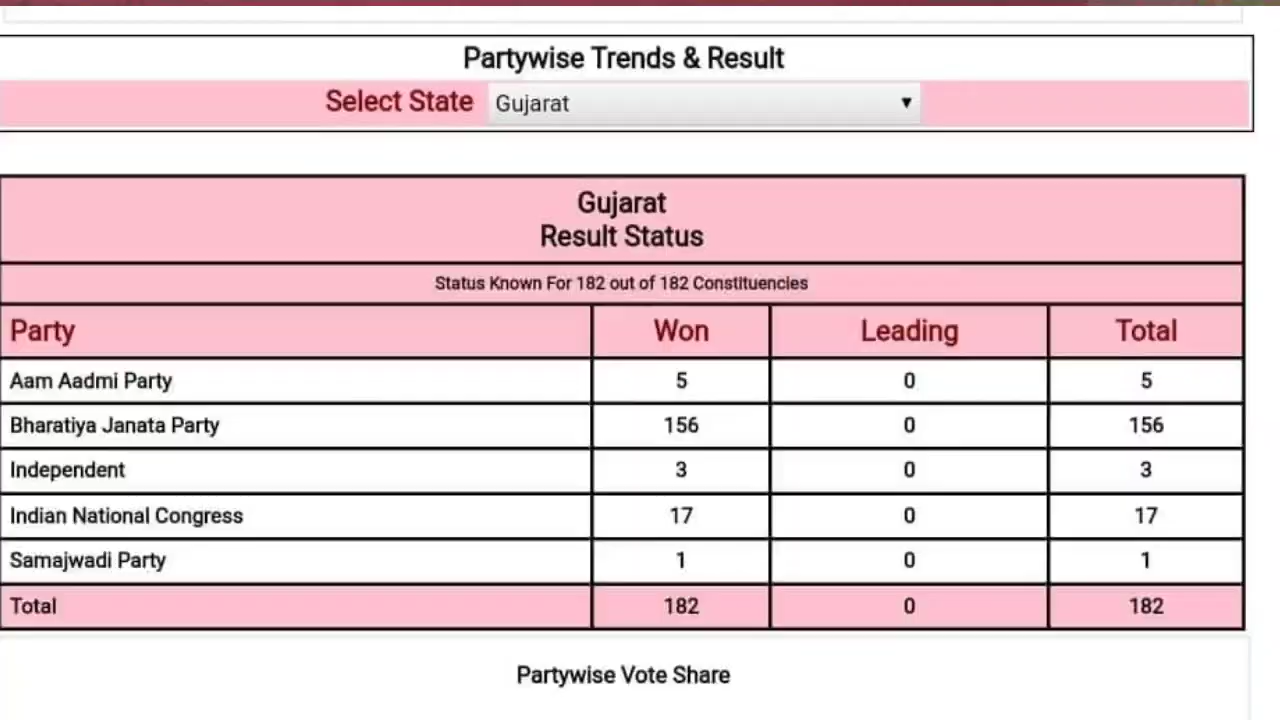 Partywise Trends & Result
Select State Gujarat ▼
Gujarat
Result Status
Status Known For 182 out of 182 Constituencies
Party Won Leading Total
Aam Aadmi Party 5 0 5
Bharatiya Janata Party 156 0 156
Independent 3 0 3
Indian National Congress 17 0 17
Samajwadi Party 1 0 1
Total 182 0 182
Partywise Vote Share